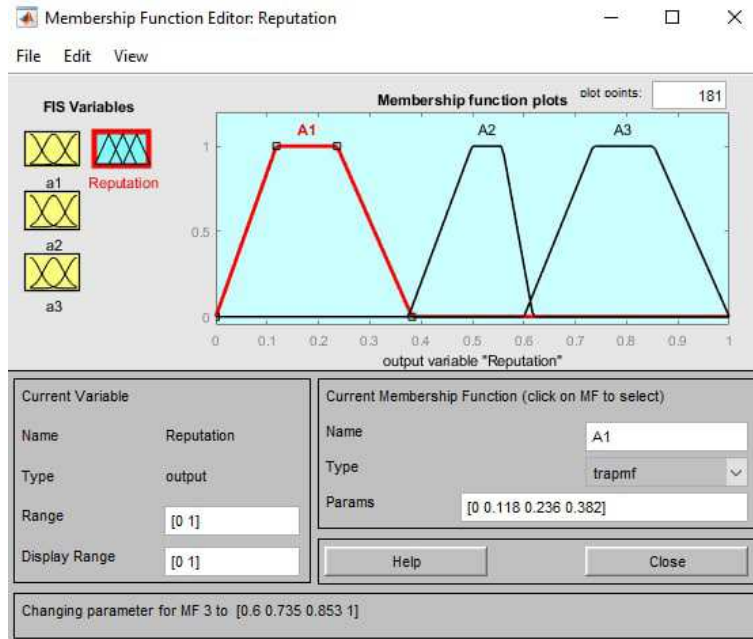 Membership Function Editor: Reputation
File Edit View
FIS Variables
a1
Reputation
a2
a3
Membership function plots
plot points:
181
A1 A2 A3
1
0.5
0
0 0.1 0.2 0.3 0.4 0.5 0.6 0.7 0.8 0.9 1
output variable "Reputation"
Current Variable
Name Reputation
Type output
Range [0 1]
Display Range [0 1]
Current Membership Function (click on MF to select)
Name A1
Type trapmf
Params [0 0.118 0.236 0.382]
Help Close
Changing parameter for MF 3 to [0.6 0.735 0.853 1]